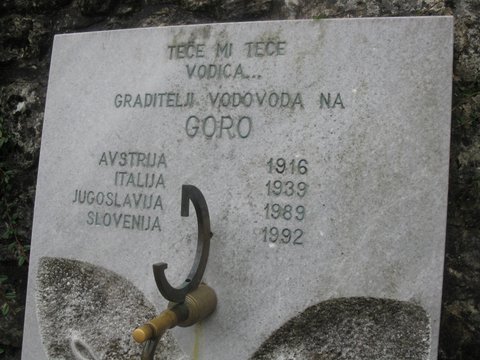 TEČE MI TEČE
VODICA...
GRADITELJI VODOVODA NA
GORO
AVSTRIJA 1916
ITALIJA 1939
JUGOSLAVIJA 1989
SLOVENIJA 1992